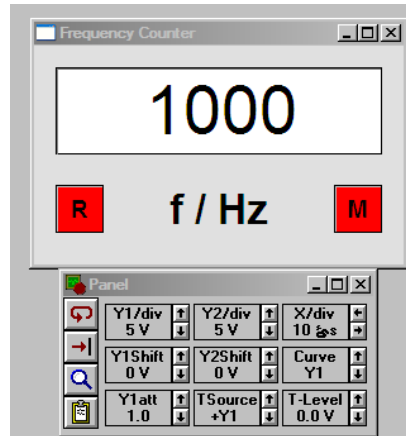 Frequency Counter
1000
R f / Hz M
Panel
Y1/div Y2/div X/div
5 V 5 V 10 s
Y1Shift Y2Shift Curve
0 V 0 V Y1
Y1att TSource T-Level
1.0 +Y1 0.0 V